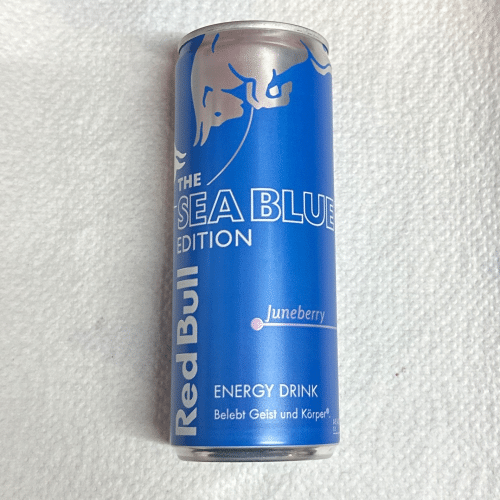 THE
SEA BLUE
EDITION
Red Bull
Juneberry
ENERGY DRINK
Belebt Geist und Körper®.